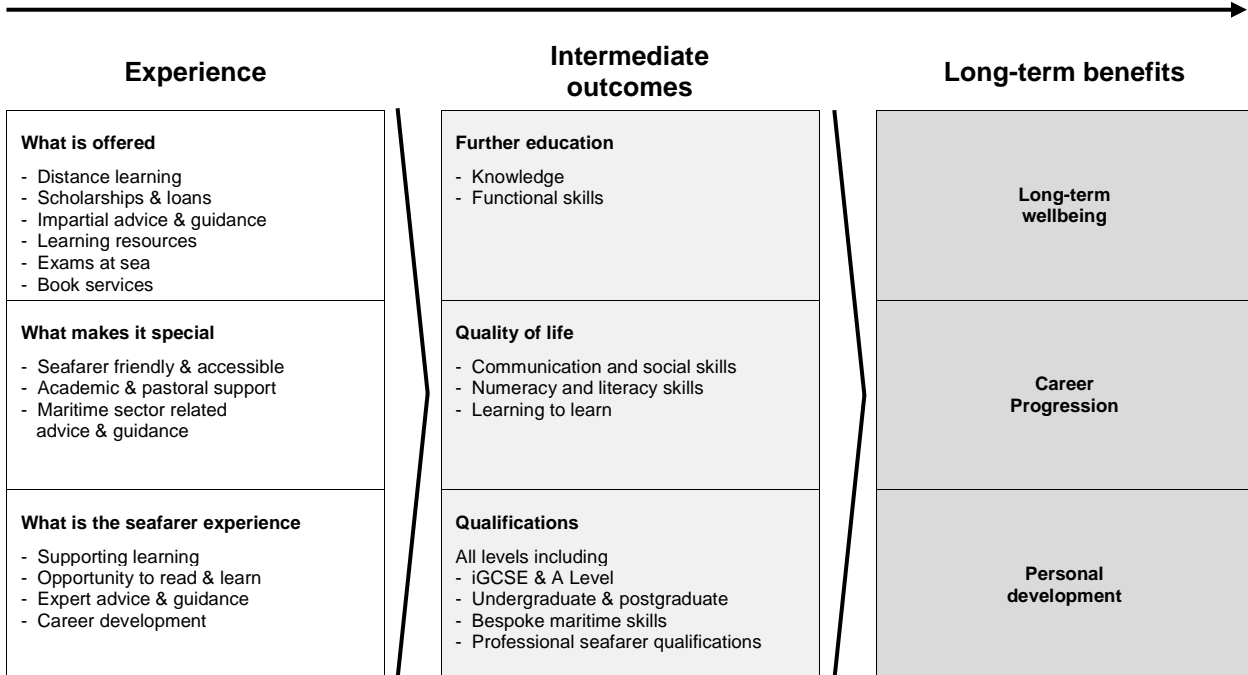 Experience
Intermediate
outcomes
Long-term benefits
What is offered
- Distance learning
- Scholarships & loans
- Impartial advice & guidance
- Learning resources
- Exams at sea
- Book services
What makes it special
- Seafarer friendly & accessible
- Academic & pastoral support
- Maritime sector related
advice & guidance
What is the seafarer experience
- Supporting learning
- Opportunity to read & learn
- Expert advice & guidance
- Career development
Further education
- Knowledge
- Functional skills
Quality of life
- Communication and social skills
- Numeracy and literacy skills
- Learning to learn
Qualifications
All levels including
- iGCSE & A Level
- Undergraduate & postgraduate
- Bespoke maritime skills
- Professional seafarer qualifications
Long-term
wellbeing
Career
Progression
Personal
development